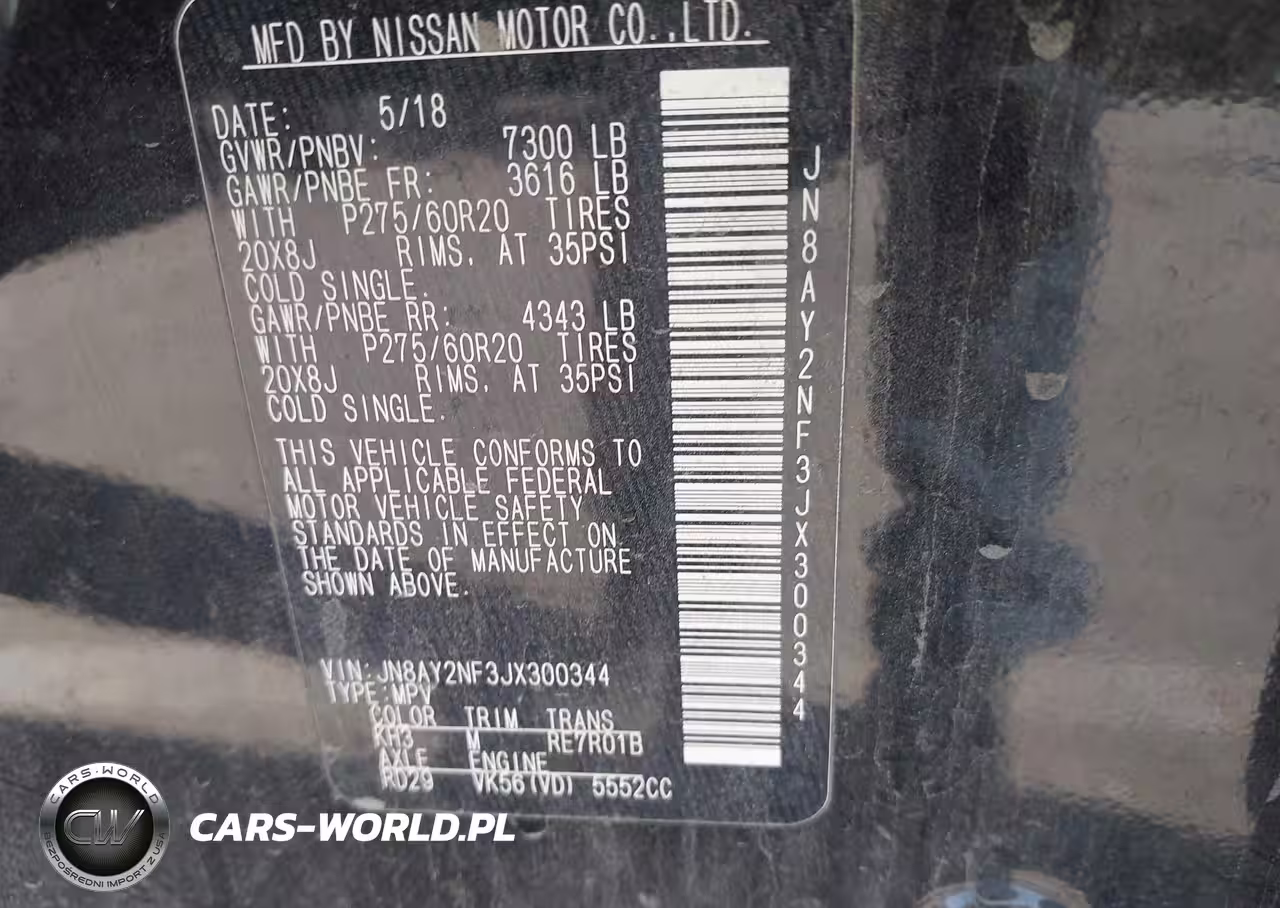 MFD BY NISSAN MOTOR CO.,LTD.
DATE: 5/18
GVWR/PNBV: 7300 LB
GAWR/PNBE FR: 3616 LB
WITH P275/60R20 TIRES
20X8J RIMS. AT 35PSI
COLD SINGLE.
GAWR/PNBE RR: 4343 LB
WITH P275/60R20 TIRES
20X8J RIMS. AT 35PSI
COLD SINGLE.
THIS VEHICLE CONFORMS TO
ALL APPLICABLE FEDERAL
MOTOR VEHICLE SAFETY
STANDARDS IN EFFECT ON
THE DATE OF MANUFACTURE
SHOWN ABOVE.
VIN:JN8AY2NF3JX300344
TYPE:MPV
COLOR TRIM TRANS
KH3 M RE7R01B
AXLE ENGINE
RD29 VK56(VD) 5552CC
JN8AY2NF3JX300344
CARS-WORLD
CW
BEZPOŚREDNI IMPORT Z USA
CARS-WORLD.PL